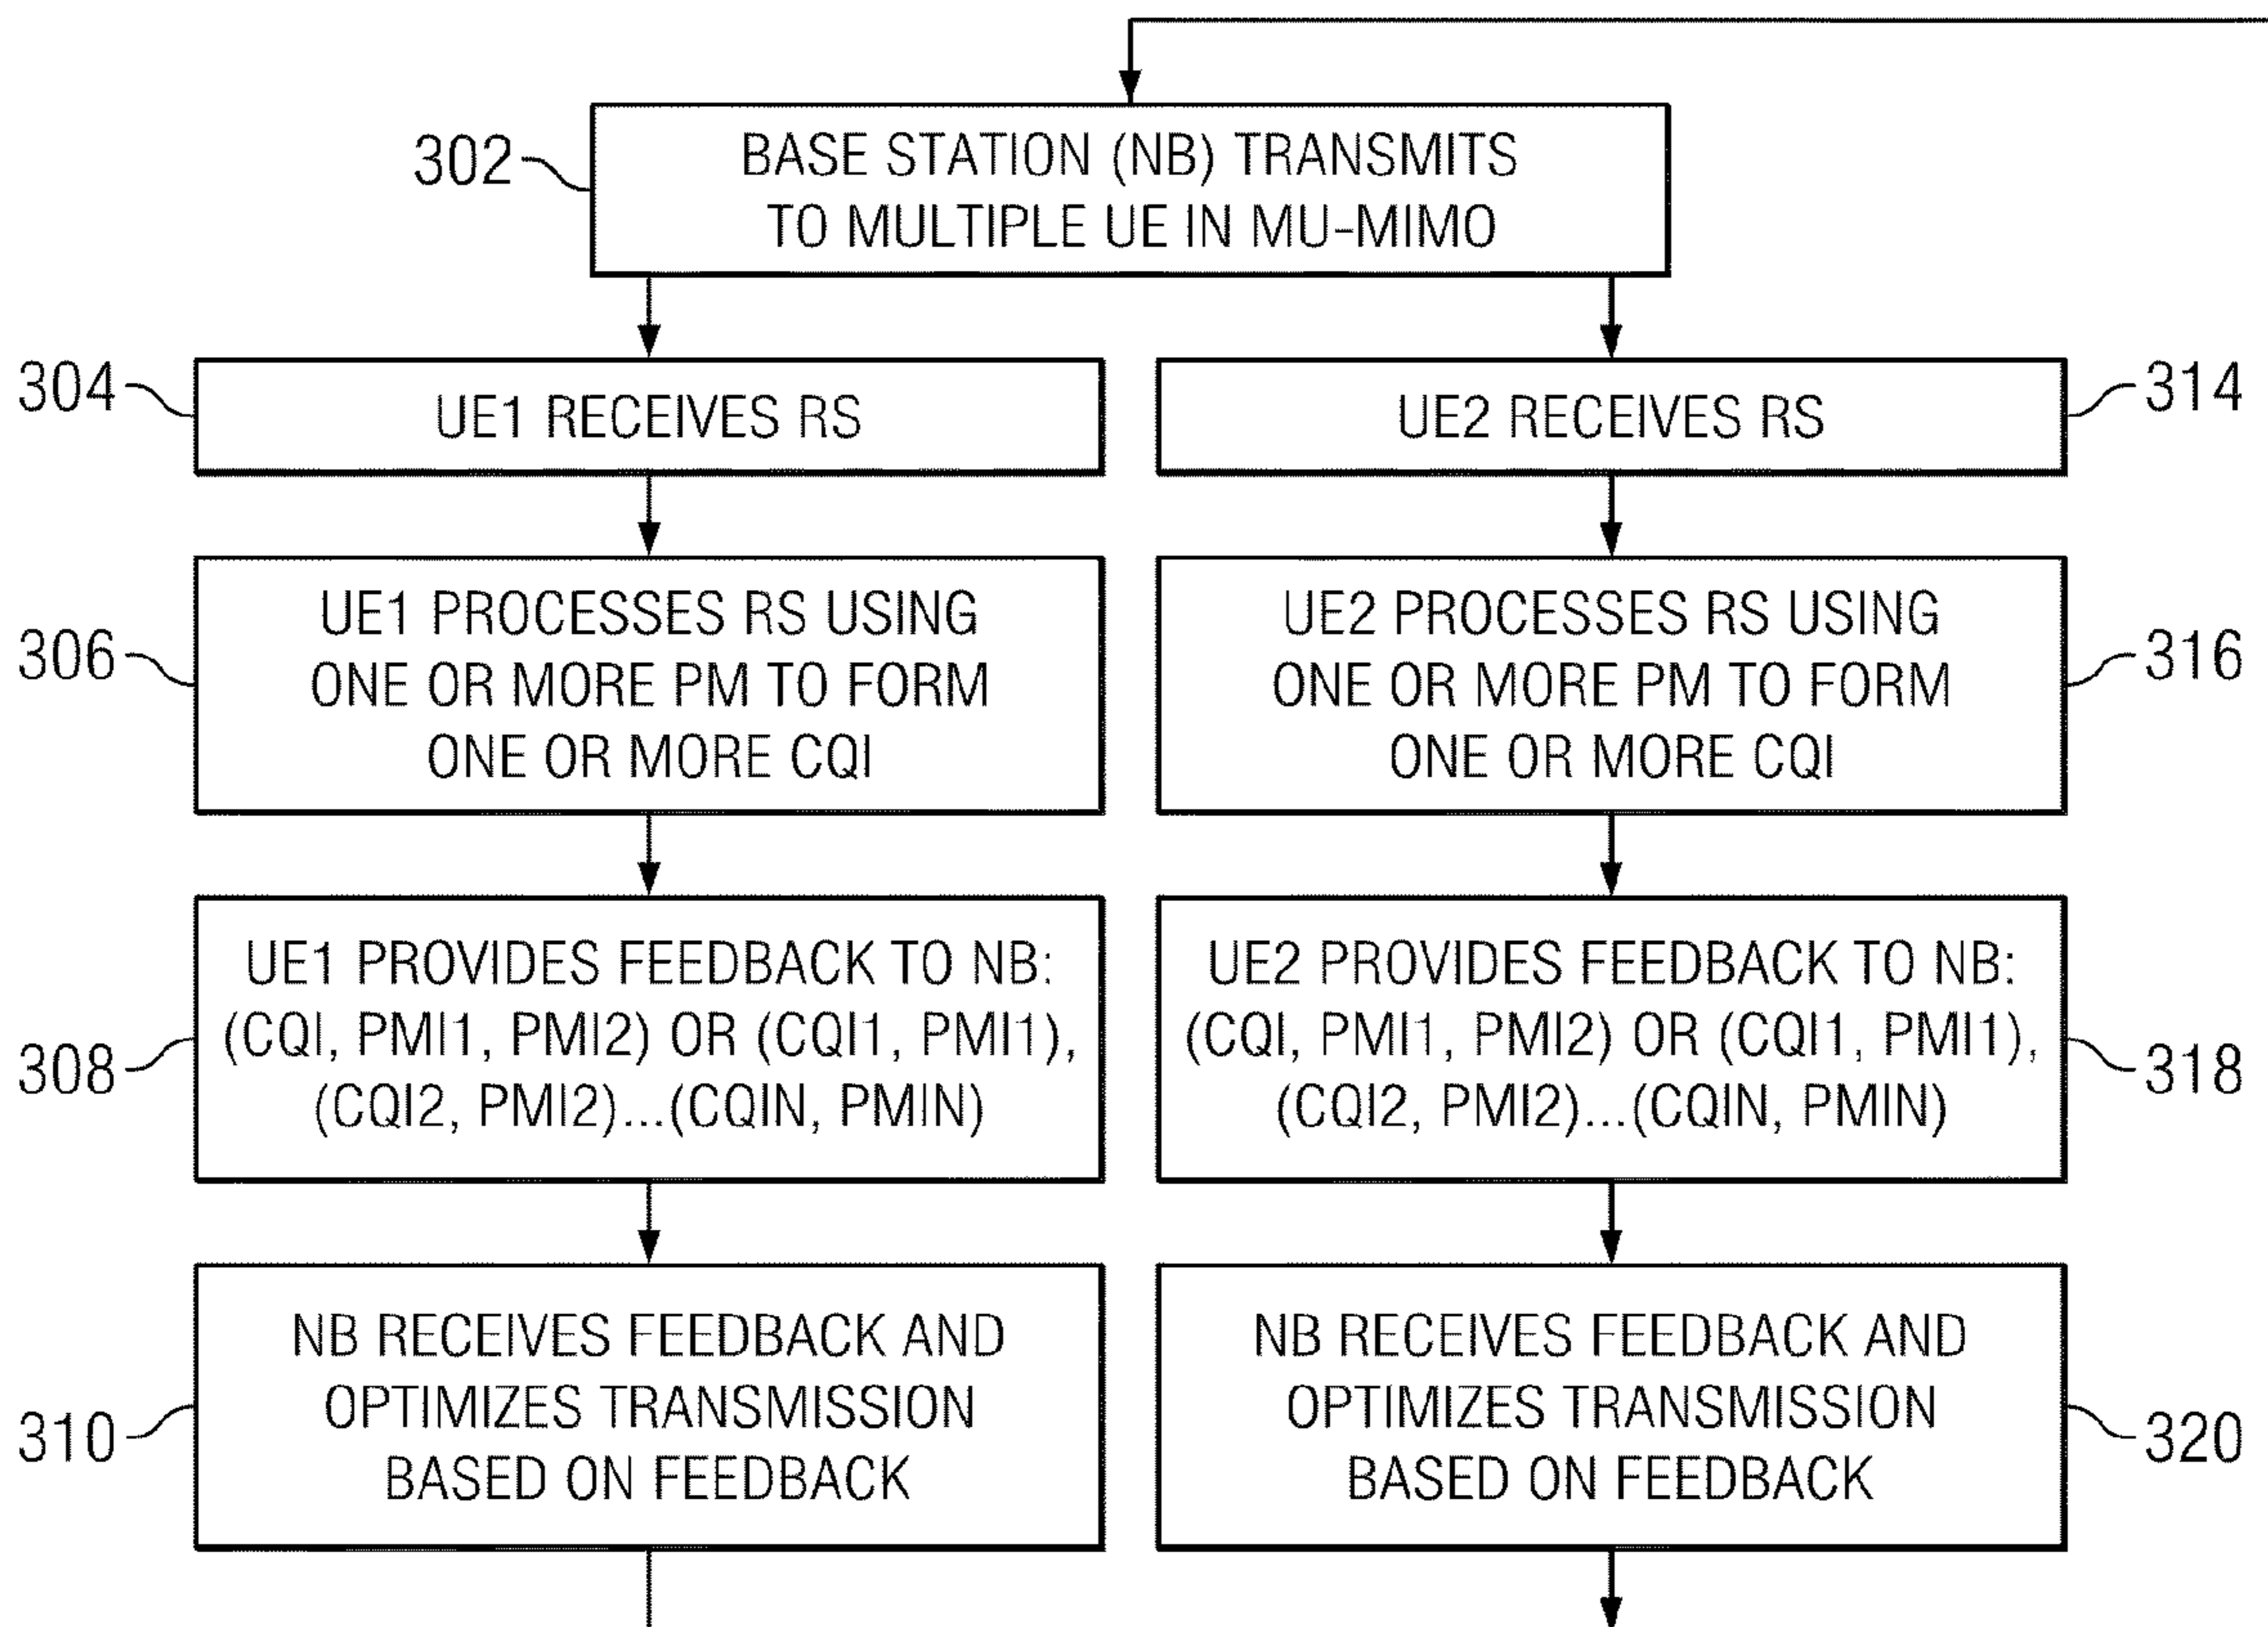 302
BASE STATION (NB) TRANSMITS
TO MULTIPLE UE IN MU-MIMO
304
UE1 RECEIVES RS
UE2 RECEIVES RS
314
306
UE1 PROCESSES RS USING
ONE OR MORE PM TO FORM
ONE OR MORE CQI
UE2 PROCESSES RS USING
ONE OR MORE PM TO FORM
ONE OR MORE CQI
316
308
UE1 PROVIDES FEEDBACK TO NB:
(CQI, PMI1, PMI2) OR (CQI1, PMI1),
(CQI2, PMI2)...(CQIN, PMIN)
UE2 PROVIDES FEEDBACK TO NB:
(CQI, PMI1, PMI2) OR (CQI1, PMI1),
(CQI2, PMI2)...(CQIN, PMIN)
318
310
NB RECEIVES FEEDBACK AND
OPTIMIZES TRANSMISSION
BASED ON FEEDBACK
NB RECEIVES FEEDBACK AND
OPTIMIZES TRANSMISSION
BASED ON FEEDBACK
320